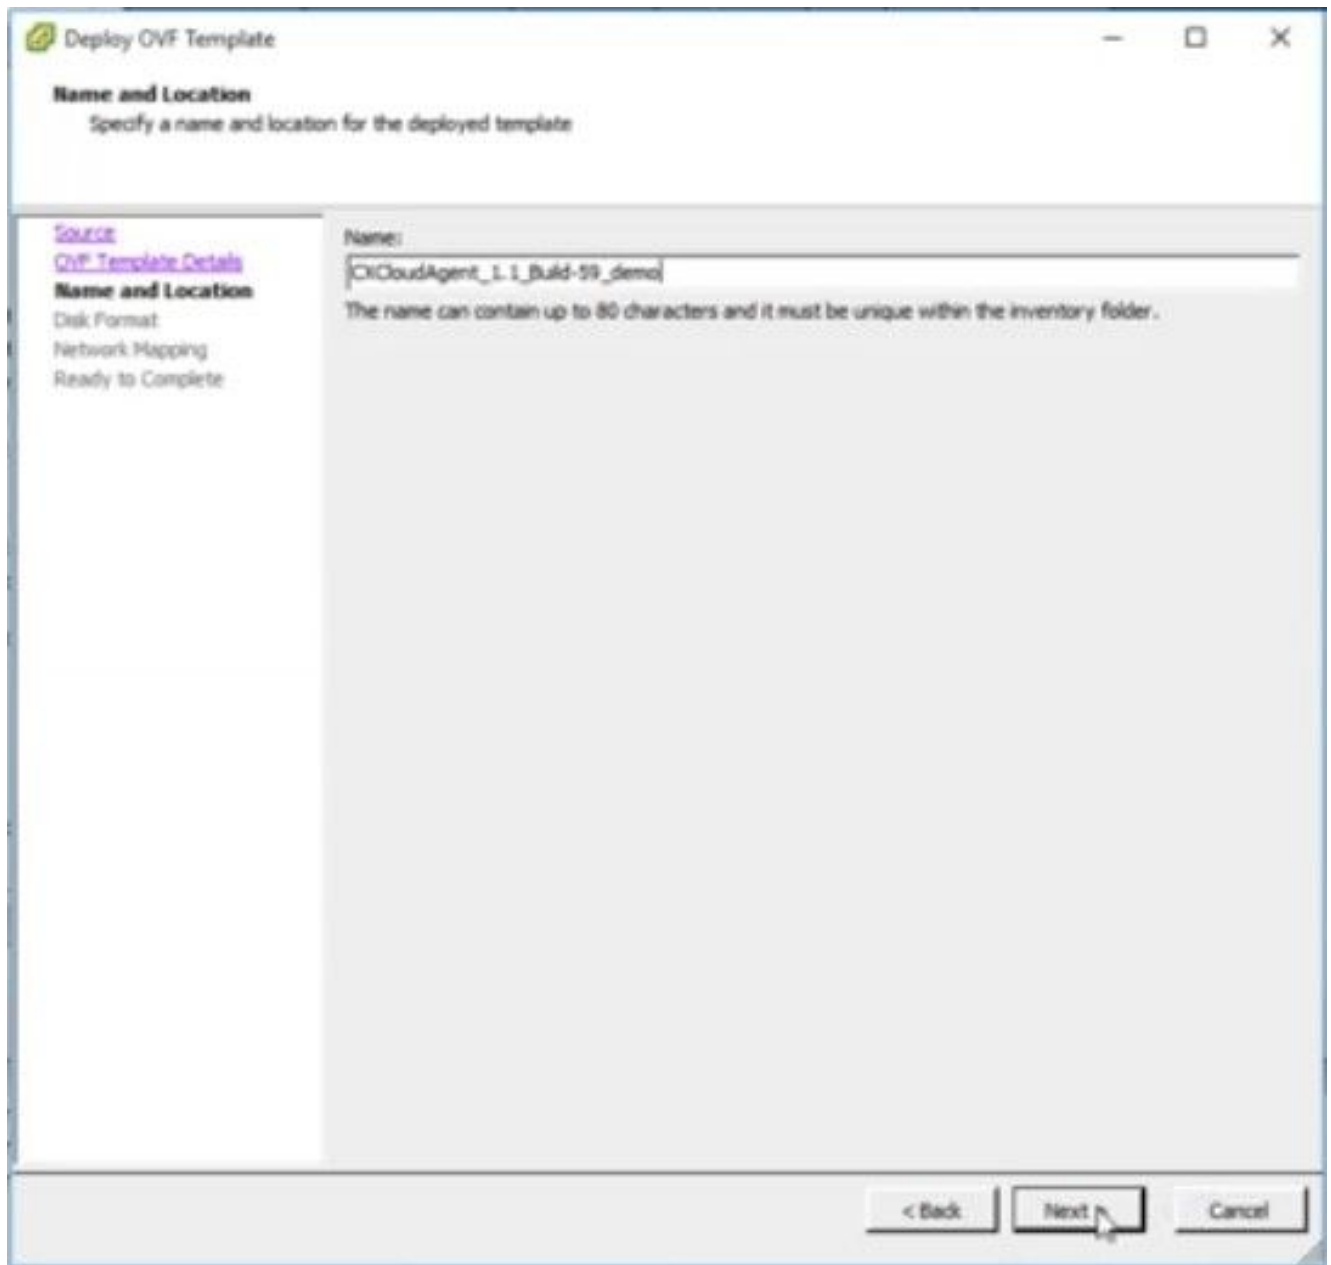 Deploy OVF Template
Name and Location
Specify a name and location for the deployed template
Source
OVF Template Details
Name and Location
Disk Format
Network Mapping
Ready to Complete
Name:
CXCloudAgent_1.1_Build-59_demo
The name can contain up to 80 characters and it must be unique within the inventory folder.
< Back
Next
Cancel